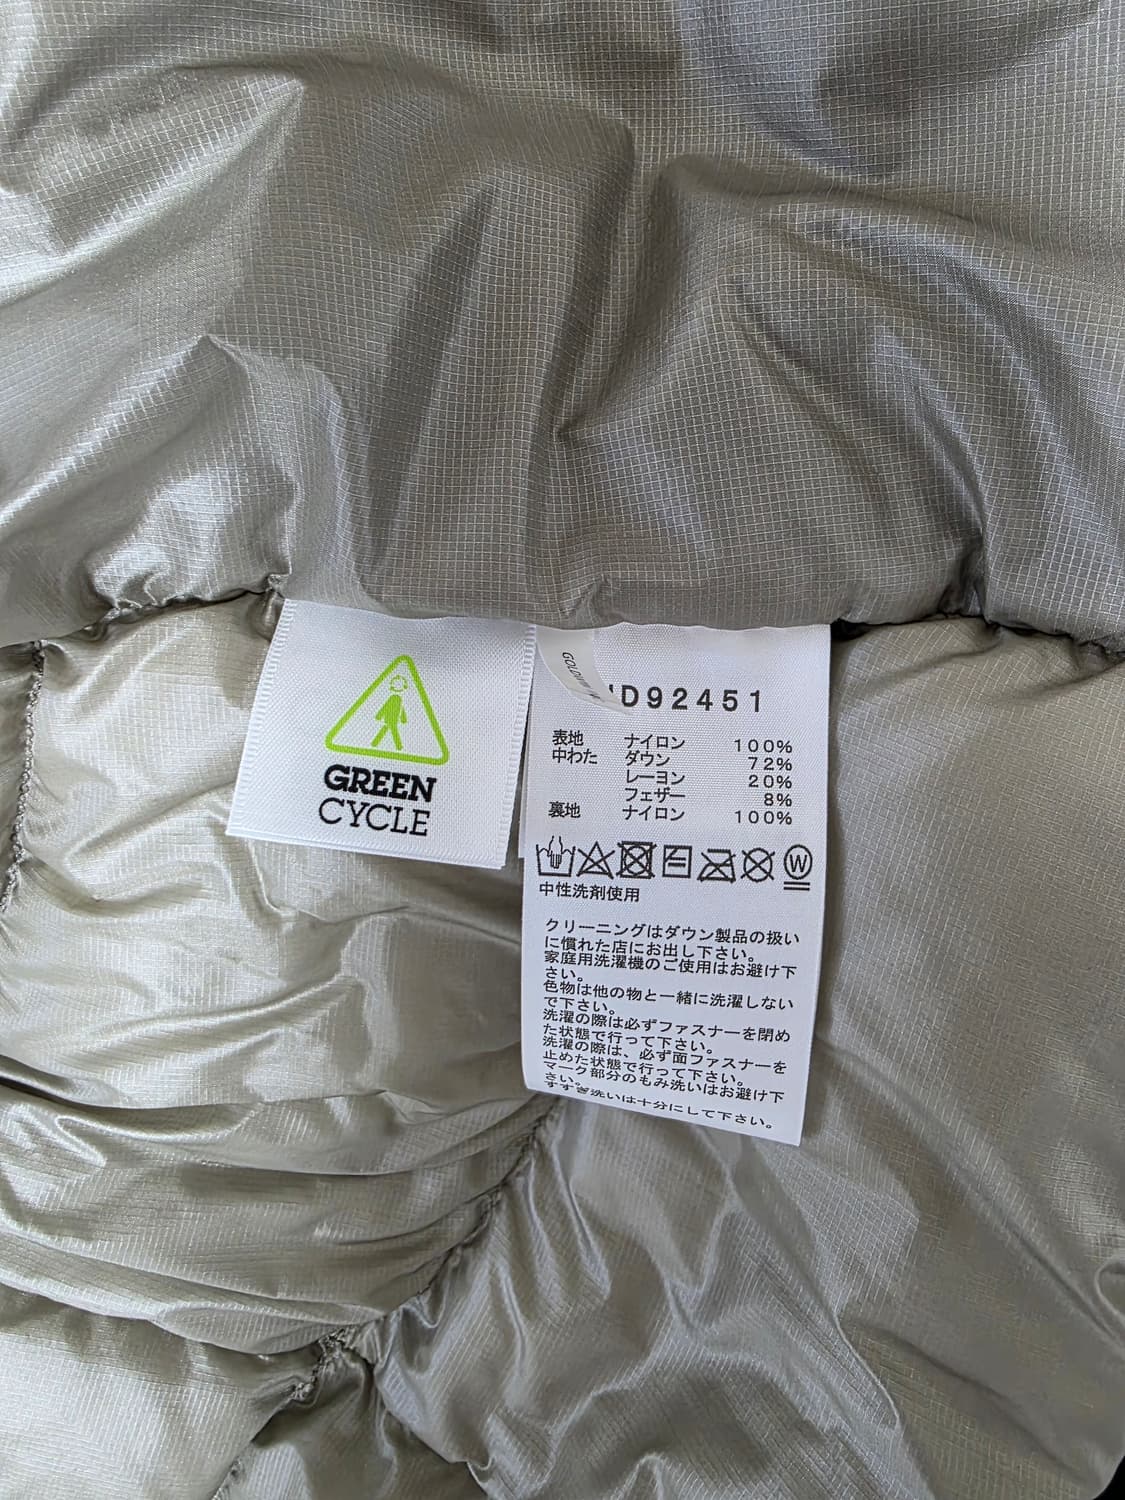 GREEN
CYCLE
D92451
表地 ナイロン 100%
中わた ダウン 72%
レーヨン 20%
フェザー 8%
裏地 ナイロン 100%
W
中性洗剤使用
クリーニングはダウン製品の扱い
に慣れた店にお出し下さい。
家庭用洗濯機のご使用はお避け下
さい。
色物は他の物と一緒に洗濯しない
で下さい。
洗濯の際は必ずファスナーを閉め
た状態で行って下さい。
洗濯の際は、必ず面ファスナーを
止めた状態で行って下さい。
マーク部分のもみ洗いはお避け下
さい。
すすぎ洗いは十分にして下さい。